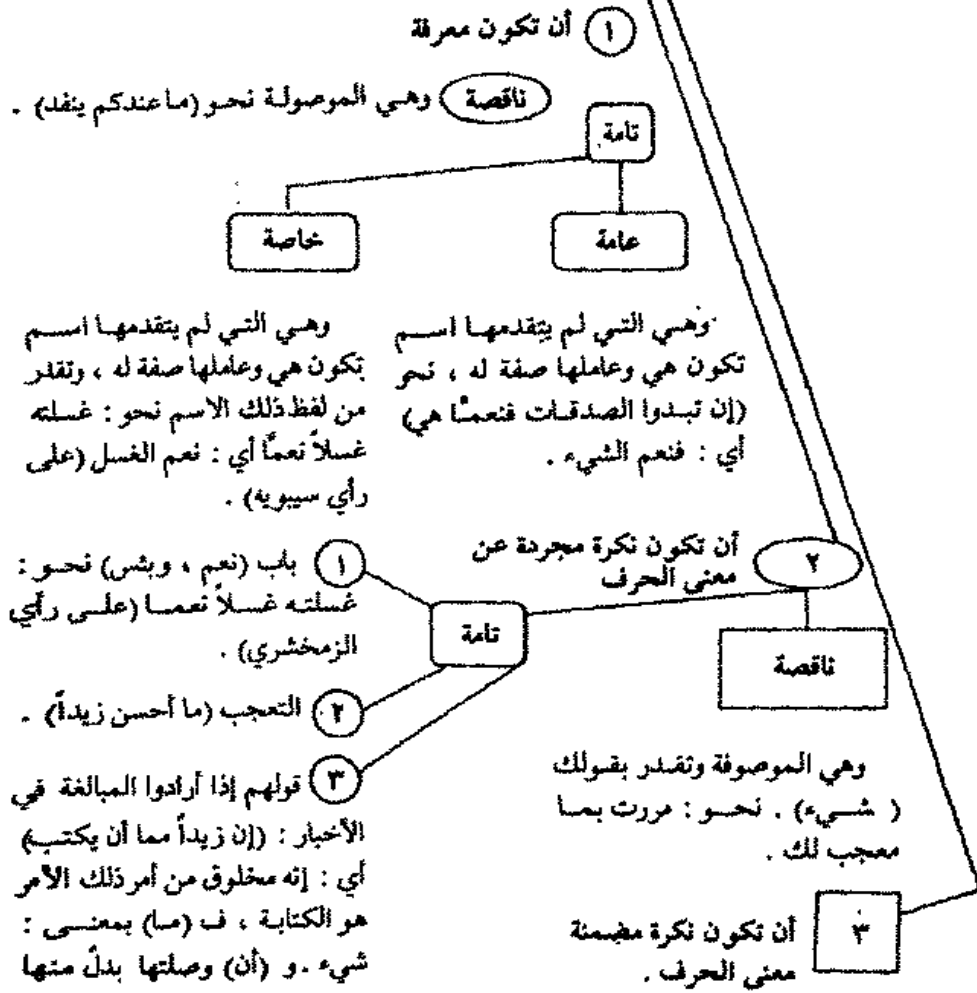 ١ أن تكون معرفة
ناقصة وهي الموصولة نحو (ما عندكم ينفد) .
تامة
عامة
خاصة
وهي التي لم يتقدمها اسم
تكون هي وعاملها صفة له ، نحو
(إن تبدوا الصدقات فنعمّا هي)
أي : فنعم الشيء .
وهي التي لم يتقدمها اسم
تكون هي وعاملها صفة له ، وتقدر
من لفظ ذلك الاسم نحو : غسلته
غسلاً نعمّا أي : نعم الغسل (على
رأي سيبويه) .
٢ أن تكون نكرة مجردة عن
معنى الحرف
ناقصة
وهي الموصوفة وتقدر بقولك
( شيء ) . نحو : مررت بما
معجب لك .
تامة
١ باب (نعم ، وبئس) نحو :
غسلته غسلاً نعما (على رأي
الزمخشري) .
٢ التعجب (ما أحسن زيداً) .
٣ قولهم إذا أرادوا المبالغة في
الأخبار : (إن زيداً مما أن يكتب)
أي : إنه مخلوق من أمر ذلك الأمر
هو الكتابة ، ف (ما) بمعنى :
شيء . و (أن) وصلتها بدلّ منها
٣ أن تكون نكرة مضمنة
معنى الحرف .